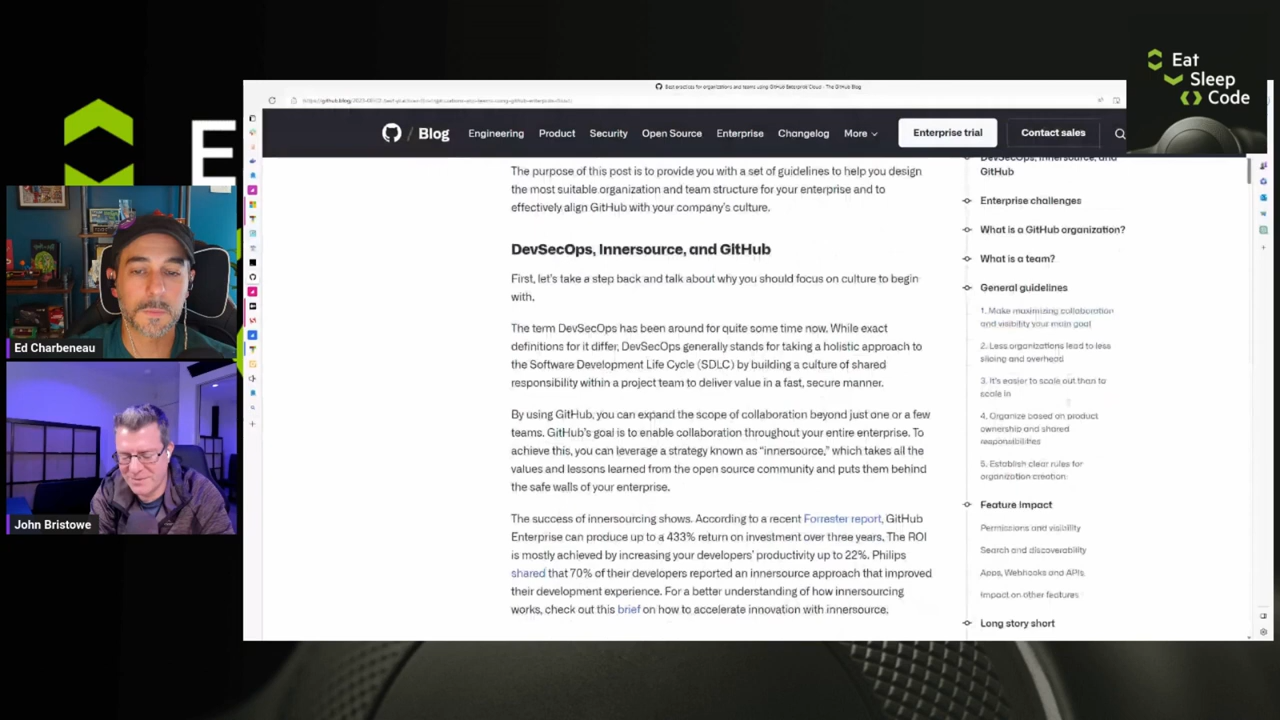 E
Ed Charbeneau
John Bristowe
Eat
Sleep
Code
Best practices for organizations and teams using GitHub Enterprise Cloud - The GitHub Blog
Blog
Engineering
Product
Security
Open Source
Enterprise
Changelog
More
Enterprise trial
Contact sales
The purpose of this post is to provide you with a set of guidelines to help you design
the most suitable organization and team structure for your enterprise and to
effectively align GitHub with your company's culture.
DevSecOps, Innersource, and GitHub
First, let's take a step back and talk about why you should focus on culture to begin
with.
The term DevSecOps has been around for quite some time now. While exact
definitions for it differ, DevSecOps generally stands for taking a holistic approach to
the Software Development Life Cycle (SDLC) by building a culture of shared
responsibility within a project team to deliver value in a fast, secure manner.
By using GitHub, you can expand the scope of collaboration beyond just one or a few
teams. GitHub's goal is to enable collaboration throughout your entire enterprise. To
achieve this, you can leverage a strategy known as “innersource,” which takes all the
values and lessons learned from the open source community and puts them behind
the safe walls of your enterprise.
The success of innersourcing shows. According to a recent Forrester report, GitHub
Enterprise can produce up to a 433% return on investment over three years. The ROI
is mostly achieved by increasing your developers' productivity up to 22%. Philips
shared that 70% of their developers reported an innersource approach that improved
their development experience. For a better understanding of how innersourcing
works, check out this brief on how to accelerate innovation with innersource.
DevSecOps, Innersource, and
GitHub
Enterprise challenges
What is a GitHub organization?
What is a team?
General guidelines
1. Make maximizing collaboration
and visibility your main goal
2. Less organizations lead to less
siloing and overhead
3. It's easier to scale out than to
scale in
4. Organize based on product
ownership and shared
responsibilities
5. Establish clear rules for
organization creation:
Feature impact
Permissions and visibility
Search and discoverability
Apps, Webhooks and APIs
Impact on other features
Long story short